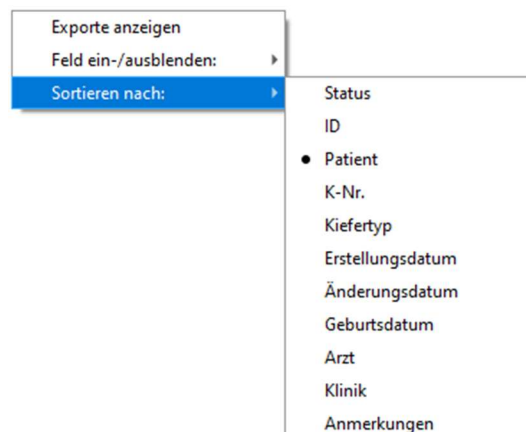 Exporte anzeigen
Feld ein-/ausblenden:
Sortieren nach:
Status
ID
Patient
K-Nr.
Kiefertyp
Erstellungsdatum
Änderungsdatum
Geburtsdatum
Arzt
Klinik
Anmerkungen